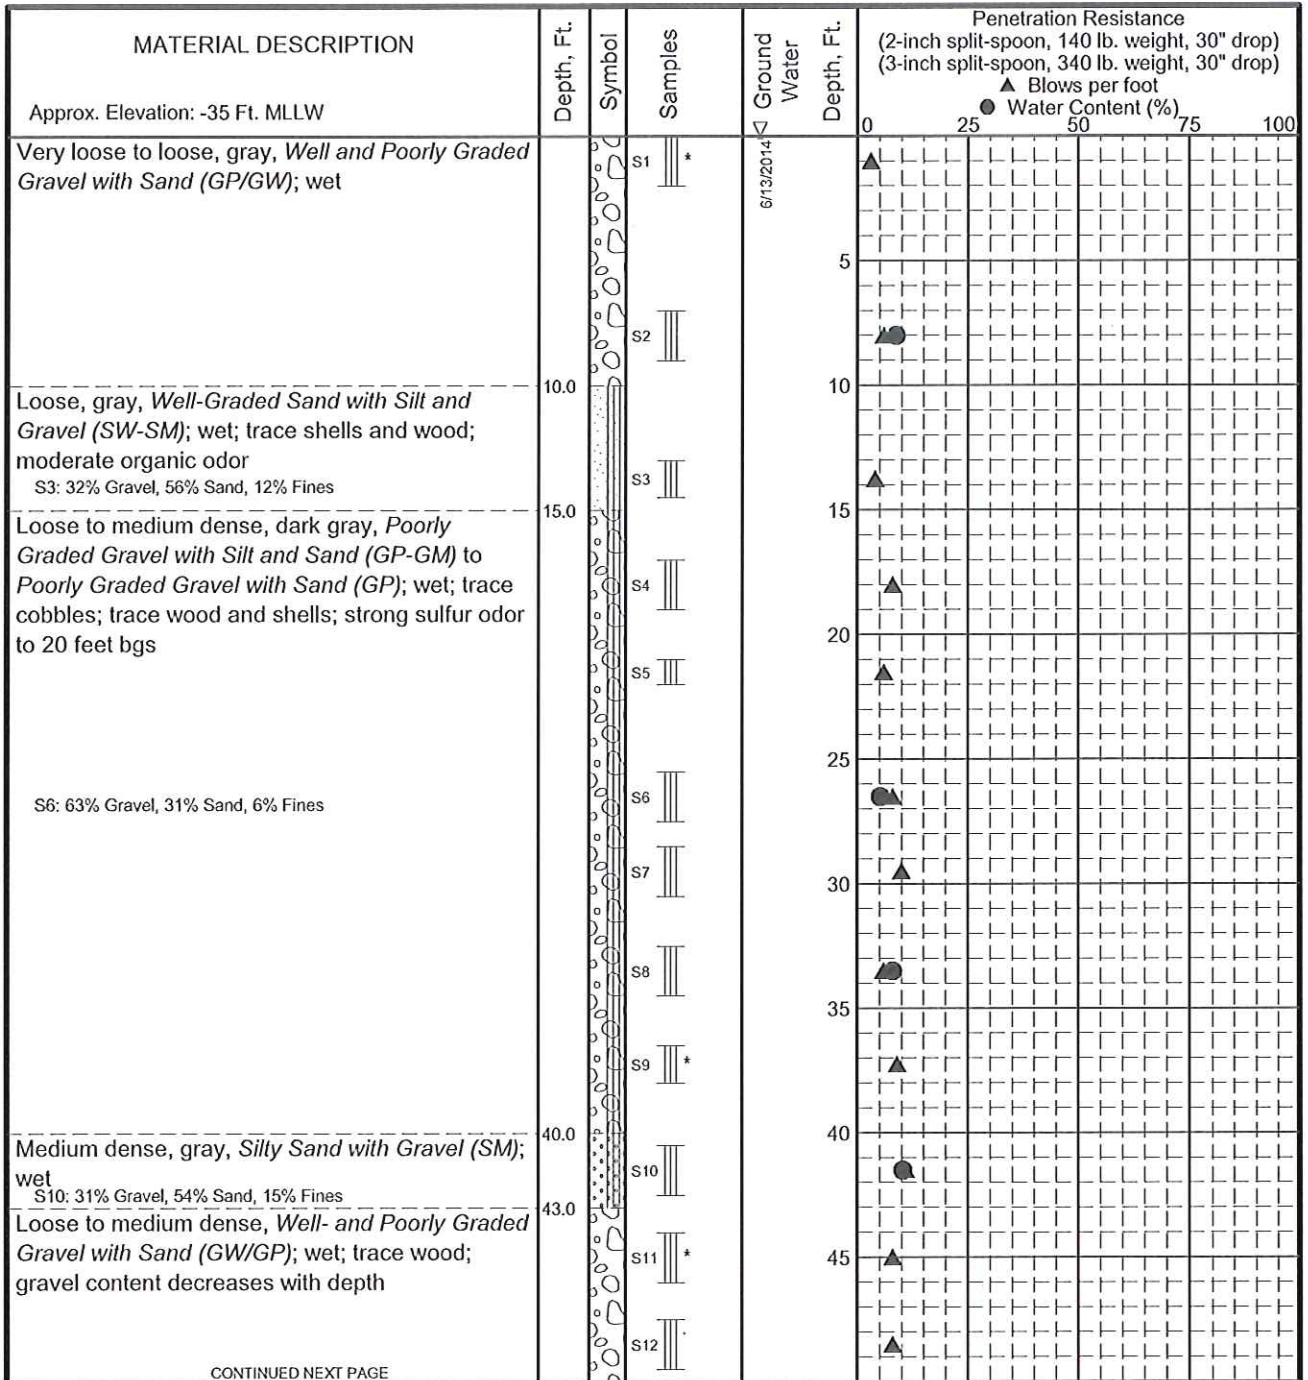 MATERIAL DESCRIPTION
Approx. Elevation: -35 Ft. MLLW
Depth, Ft.
Symbol
Samples
Ground
Water
Depth, Ft.
Penetration Resistance
(2-inch split-spoon, 140 lb. weight, 30" drop)
(3-inch split-spoon, 340 lb. weight, 30" drop)
▲ Blows per foot
● Water Content (%)
0 25 50 75 100
Very loose to loose, gray, Well and Poorly Graded
Gravel with Sand (GP/GW); wet
S1 *
6/13/2014
5
S2
10.0
10
Loose, gray, Well-Graded Sand with Silt and
Gravel (SW-SM); wet; trace shells and wood;
moderate organic odor
S3: 32% Gravel, 56% Sand, 12% Fines
S3
15.0
15
Loose to medium dense, dark gray, Poorly
Graded Gravel with Silt and Sand (GP-GM) to
Poorly Graded Gravel with Sand (GP); wet; trace
cobbles; trace wood and shells; strong sulfur odor
to 20 feet bgs
S4
20
S5
25
S6: 63% Gravel, 31% Sand, 6% Fines
S6
S7
30
S8
35
S9 *
40.0
40
Medium dense, gray, Silty Sand with Gravel (SM);
wet
S10: 31% Gravel, 54% Sand, 15% Fines
S10
43.0
Loose to medium dense, Well- and Poorly Graded
Gravel with Sand (GW/GP); wet; trace wood;
gravel content decreases with depth
S11 *
45
S12
CONTINUED NEXT PAGE